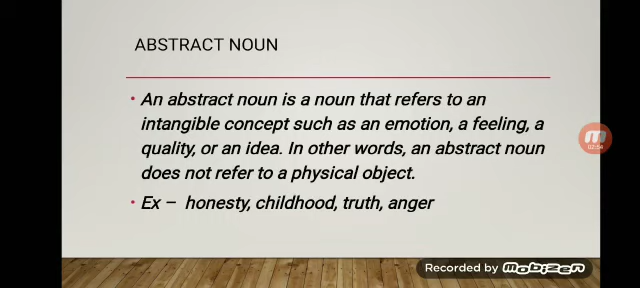 ABSTRACT NOUN
• An abstract noun is a noun that refers to an
intangible concept such as an emotion, a feeling, a
quality, or an idea. In other words, an abstract noun
does not refer to a physical object.
• Ex – honesty, childhood, truth, anger
02:54
Recorded by mobizen